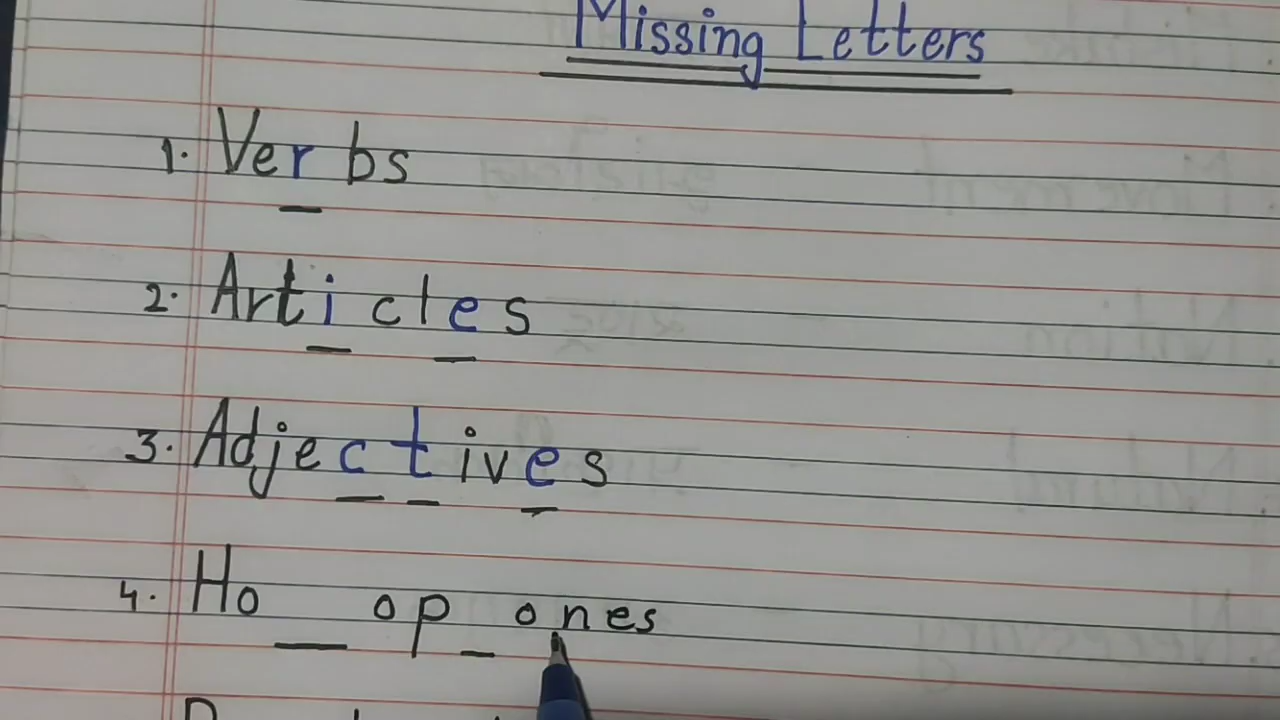 Missing Letters
1. Verbs
2. Articles
3. Adjectives
4. Ho _ op _ ones